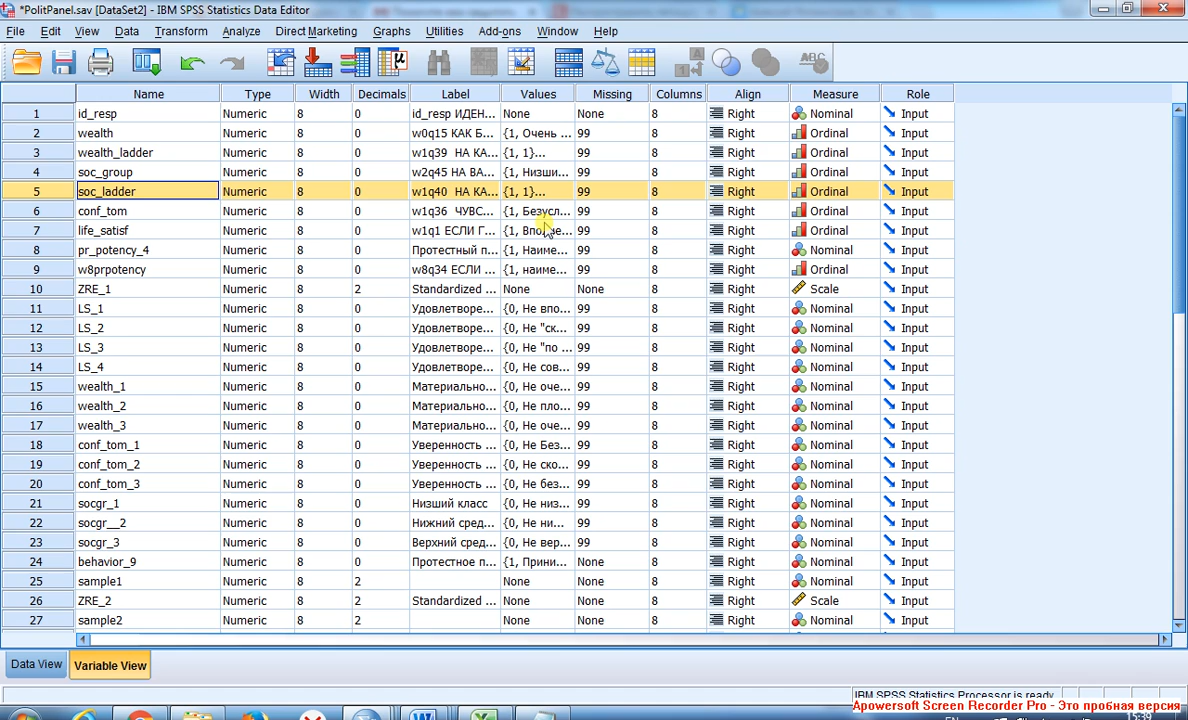 *PolitPanel.sav [DataSet2] - IBM SPSS Statistics Data Editor
File Edit View Data Transform Analyze Direct Marketing Graphs Utilities Add-ons Window Help
Name Type Width Decimals Label Values Missing Columns Align Measure Role
1 id_resp Numeric 8 0 id_resp ИДЕН... None None 8 Right Nominal Input
2 wealth Numeric 8 0 w0q15 КАК Б... {1, Очень ... 99 8 Right Ordinal Input
3 wealth_ladder Numeric 8 0 w1q39 НА КА... {1, 1}... 99 8 Right Ordinal Input
4 soc_group Numeric 8 0 w2q45 НА ВА... {1, Низши... 99 8 Right Ordinal Input
5 soc_ladder Numeric 8 0 w1q40 НА КА... {1, 1}... 99 8 Right Ordinal Input
6 conf_tom Numeric 8 0 w1q36 ЧУВС... {1, Безусл... 99 8 Right Ordinal Input
7 life_satisf Numeric 8 0 w1q1 ЕСЛИ Г... {1, 99 8 Right Ordinal Input
8 pr_potency_4 Numeric 8 0 Протестный п... {1, Наиме... 99 8 Right Nominal Input
9 w8prpotency Numeric 8 0 w8q34 ЕСЛИ ... {1, наиме... 99 8 Right Ordinal Input
10 ZRE_1 Numeric 8 2 Standardized ... None None 8 Right Scale Input
11 LS_1 Numeric 8 0 Удовлетворе... {0, Не впо... 99 8 Right Nominal Input
12 LS_2 Numeric 8 0 Удовлетворе... {0, Не "ск... 99 8 Right Nominal Input
13 LS_3 Numeric 8 0 Удовлетворе... {0, Не "по ... 99 8 Right Nominal Input
14 LS_4 Numeric 8 0 Удовлетворе... {0, Не сов... 99 8 Right Nominal Input
15 wealth_1 Numeric 8 0 Материально... {0, Не оче... 99 8 Right Nominal Input
16 wealth_2 Numeric 8 0 Материально... {0, Не пло... 99 8 Right Nominal Input
17 wealth_3 Numeric 8 0 Материально... {0, Не оче... 99 8 Right Nominal Input
18 conf_tom_1 Numeric 8 0 Уверенность ... {0, Не Без... 99 8 Right Nominal Input
19 conf_tom_2 Numeric 8 0 Уверенность ... {0, Не ско... 99 8 Right Nominal Input
20 conf_tom_3 Numeric 8 0 Уверенность ... {0, Не без... 99 8 Right Nominal Input
21 socgr_1 Numeric 8 0 Низший класс {0, Не низ... 99 8 Right Nominal Input
22 socgr__2 Numeric 8 0 Нижний сред... {0, Не ни... 99 8 Right Nominal Input
23 socgr_3 Numeric 8 0 Верхний сред... {0, Не вер... 99 8 Right Nominal Input
24 behavior_9 Numeric 8 0 Протестное п... {1, Прини... None 8 Right Nominal Input
25 sample1 Numeric 8 2 None None 8 Right Nominal Input
26 ZRE_2 Numeric 8 2 Standardized ... None None 8 Right Scale Input
27 sample2 Numeric 8 2 None None 8 Right Nominal Input
Data View Variable View
IBM SPSS Statistics Processor is ready
Apowersoft Screen Recorder Pro - Это пробная версия
EN 15:39